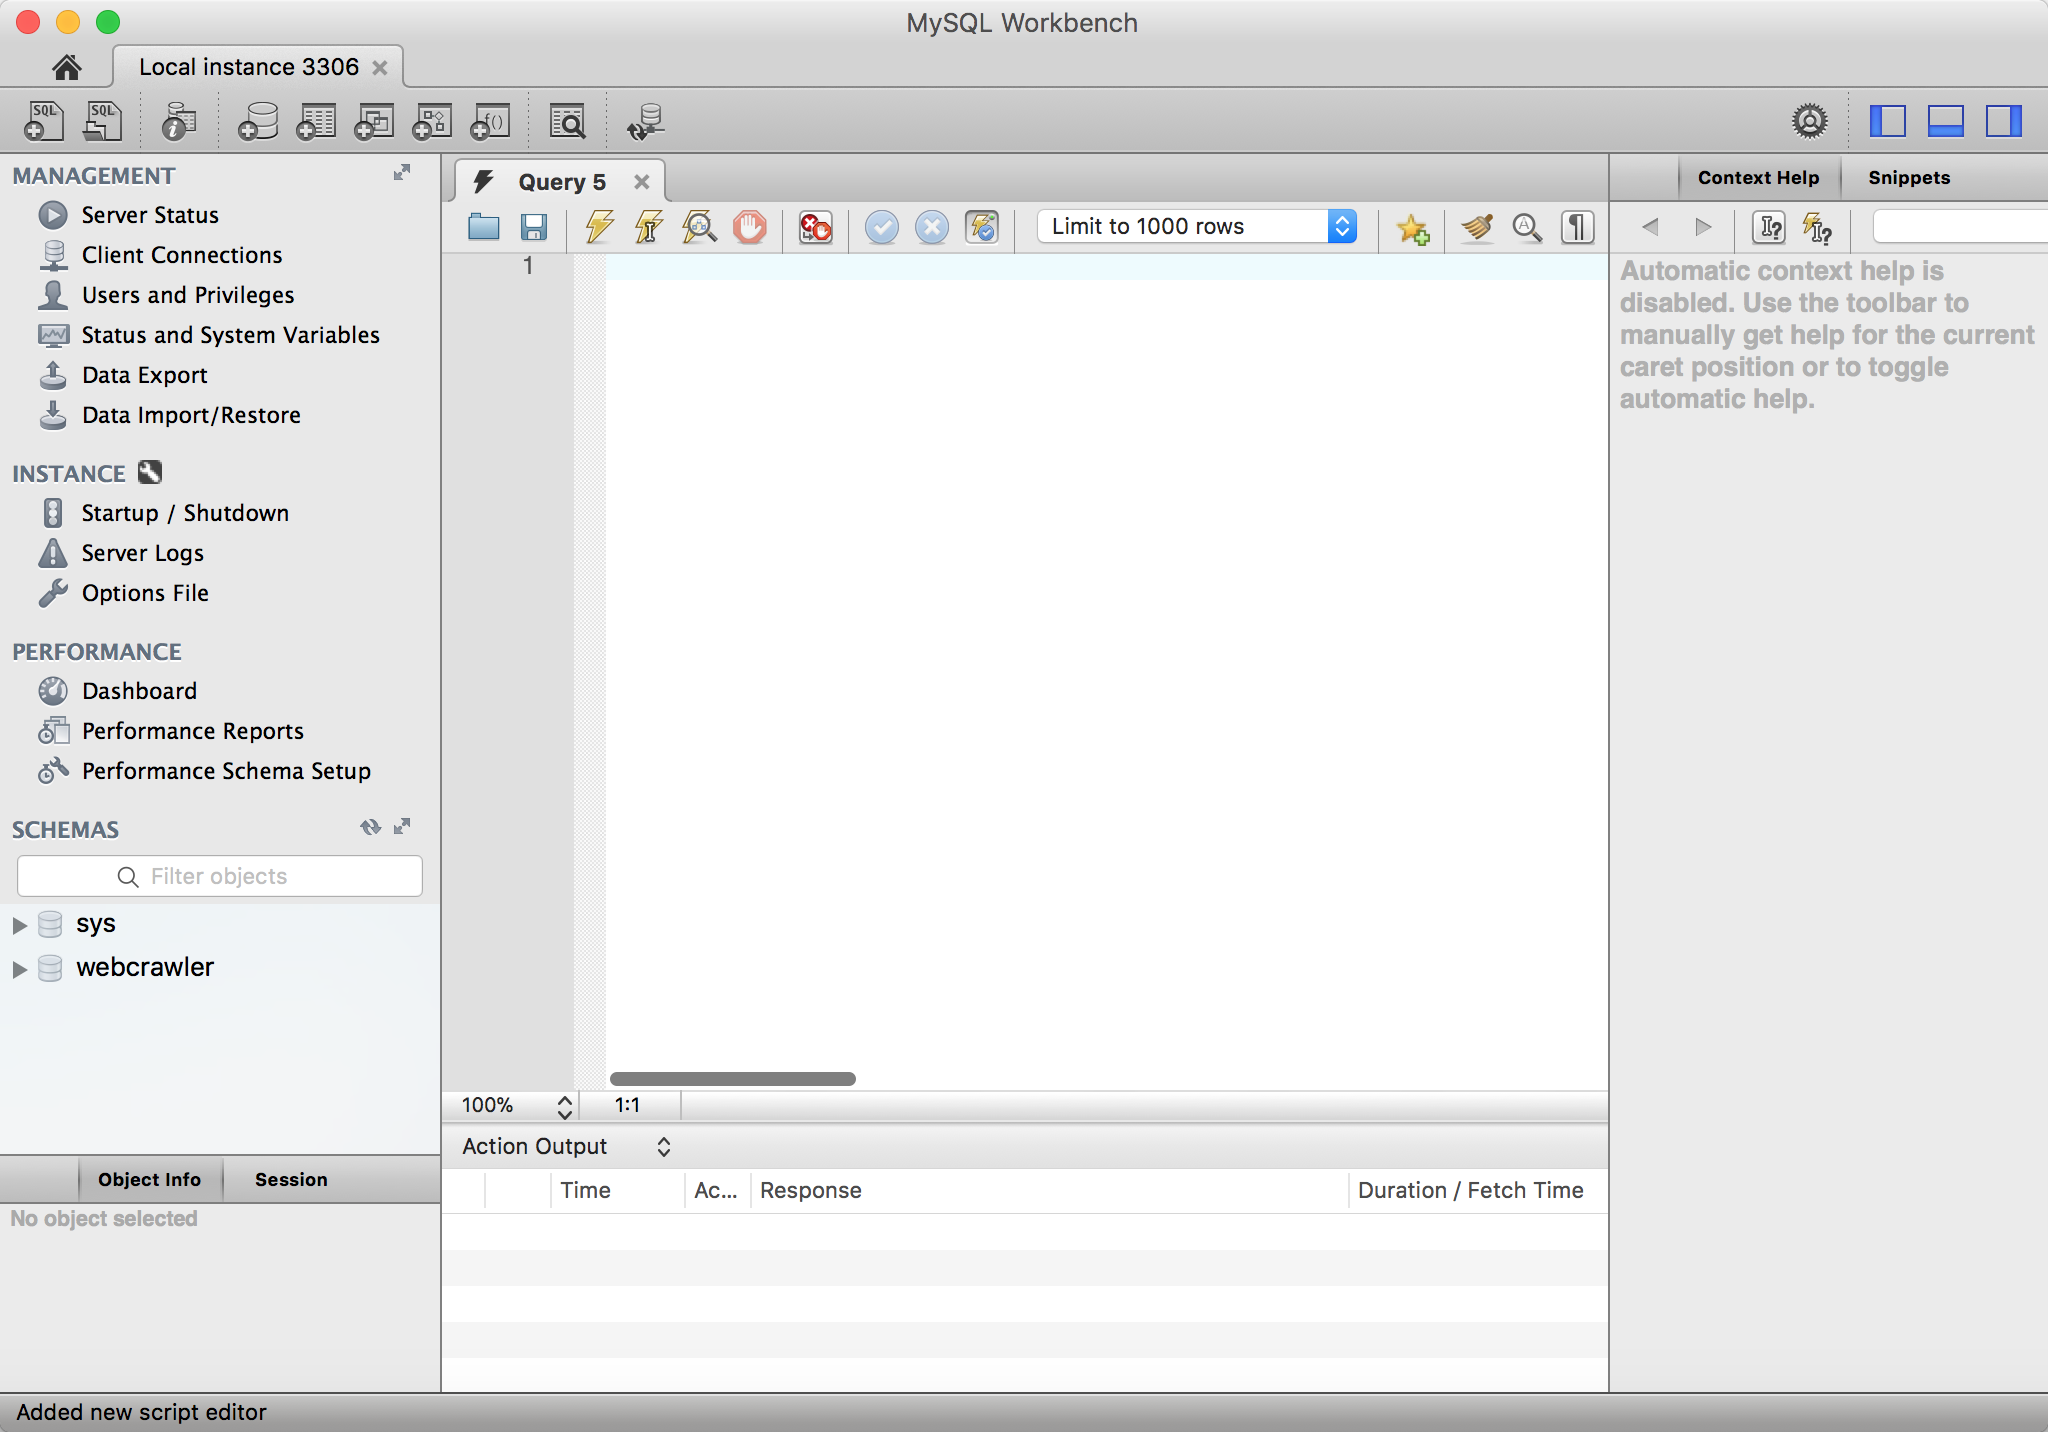 MySQL Workbench
Local instance 3306
SQL SQL
f()
MANAGEMENT
Server Status
Client Connections
Users and Privileges
Status and System Variables
Data Export
Data Import/Restore
INSTANCE
Startup / Shutdown
Server Logs
Options File
PERFORMANCE
Dashboard
Performance Reports
Performance Schema Setup
SCHEMAS
Filter objects
sys
webcrawler
Object Info Session
No object selected
Query 5
Limit to 1000 rows
1
100% 1:1
Action Output
Time Ac... Response Duration / Fetch Time
Context Help Snippets
Automatic context help is
disabled. Use the toolbar to
manually get help for the current
caret position or to toggle
automatic help.
Added new script editor